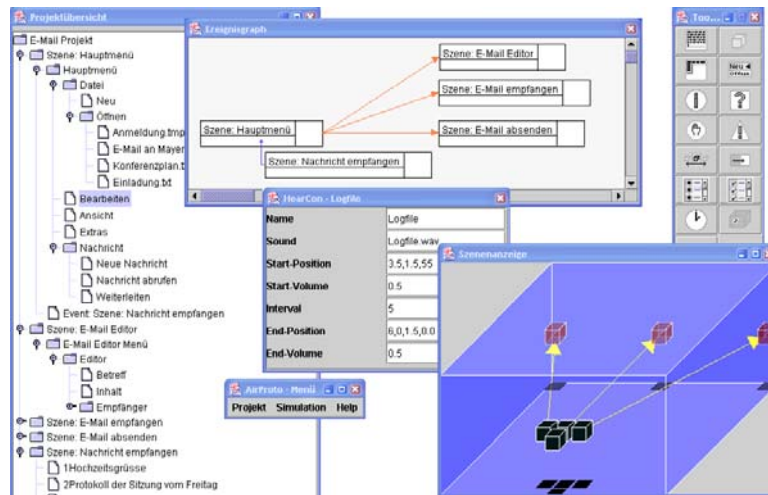 Projektübersicht
E-Mail Projekt
Szene: Hauptmenü
Hauptmenü
Datei
Neu
Öffnen
Anmeldung.tmp
E-Mail an Mayer
Konferenzplan.t
Einladung.txt
Bearbeiten
Ansicht
Extras
Nachricht
Neue Nachricht
Nachricht abrufen
Weiterleiten
Event: Szene: Nachricht empfangen
Szene: E-Mail Editor
E-Mail Editor Menü
Editor
Betreff
Inhalt
Empfänger
Szene: E-Mail empfangen
Szene: E-Mail absenden
Szene: Nachricht empfangen
1Hochzeitsgrüsse
2Protokoll der Sitzung vom Freitag
Ereignisgraph
Szene: E-Mail Editor
Szene: E-Mail empfangen
Szene: Hauptmenü
Szene: E-Mail absenden
Szene: Nachricht empfangen
HearCon - Logfile
Name Logfile
Sound Logfile.wav
Start-Position 3.5,1.5,55
Start-Volume 0.5
Interval 5
End-Position 6,0,1.5,0.0
End-Volume 0.5
AirProto - Menü
Projekt Simulation Help
Too...
Neu
Szenenanzeige